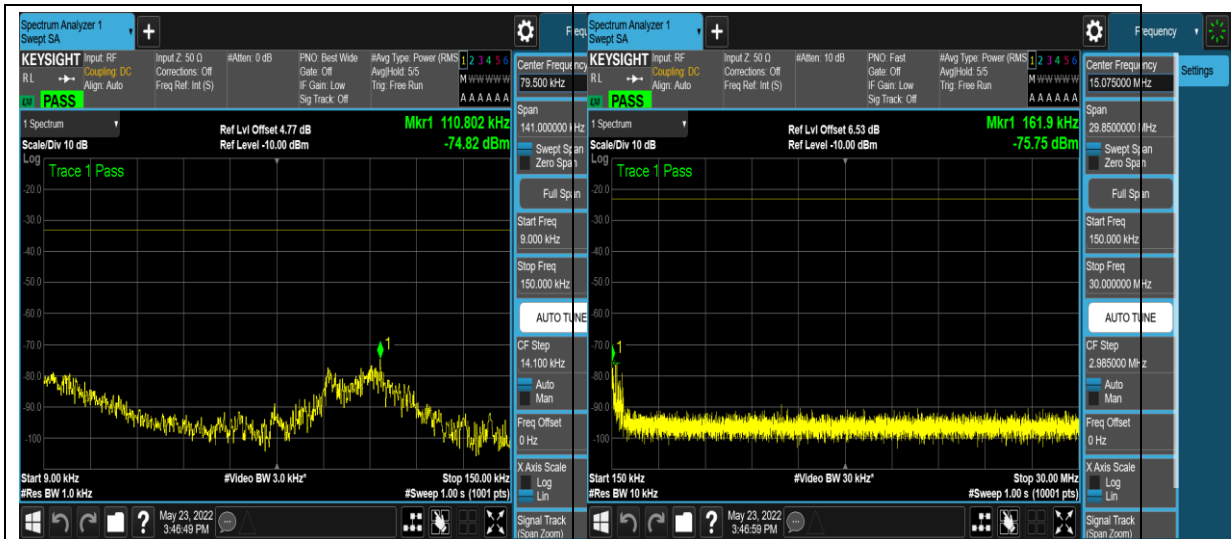 Spectrum Analyzer 1
Swept SA
+
KEYSIGHT
Input: RF
Coupling: DC
Align: Auto
Input Z: 50 Ω
Corrections: Off
Freq Ref: Int (S)
#Atten: 0 dB
PNO: Best Wide
Gate: Off
IF Gain: Low
Sig Track: Off
#Avg Type: Power (RMS
Avg|Hold: 5/5
Trig: Free Run
1 2 3 4 5 6
M W W W W W
A A A A A A
R L
LXI
PASS
1 Spectrum
Scale/Div 10 dB
Ref Lvl Offset 4.77 dB
Ref Level -10.00 dBm
Mkr1 110.802 kHz
-74.82 dBm
Log
Trace 1 Pass
-20.0
-30.0
-40.0
-50.0
-60.0
-70.0
-80.0
-90.0
-100
1
Start 9.00 kHz
#Res BW 1.0 kHz
#Video BW 3.0 kHz*
Stop 150.00 kHz
#Sweep 1.00 s (1001 pts)
?
May 23, 2022
3:46:49 PM
Frequ
Center Frequency
79.500 kHz
Span
141.000000 kHz
Swept Span
Zero Span
Full Span
Start Freq
9.000 kHz
Stop Freq
150.000 kHz
AUTO TUNE
CF Step
14.100 kHz
Auto
Man
Freq Offset
0 Hz
X Axis Scale
Log
Lin
Signal Track
(Span Zoom)
Spectrum Analyzer 1
Swept SA
+
KEYSIGHT
Input: RF
Coupling: DC
Align: Auto
Input Z: 50 Ω
Corrections: Off
Freq Ref: Int (S)
#Atten: 10 dB
PNO: Fast
Gate: Off
IF Gain: Low
Sig Track: Off
#Avg Type: Power (RMS
Avg|Hold: 5/5
Trig: Free Run
1 2 3 4 5 6
M W W W W W
A A A A A A
R L
LXI
PASS
1 Spectrum
Scale/Div 10 dB
Ref Lvl Offset 6.53 dB
Ref Level -10.00 dBm
Mkr1 161.9 kHz
-75.75 dBm
Log
Trace 1 Pass
-20.0
-30.0
-40.0
-50.0
-60.0
-70.0
-80.0
-90.0
-100
1
Start 150 kHz
#Res BW 10 kHz
#Video BW 30 kHz*
Stop 30.00 MHz
#Sweep 1.00 s (10001 pts)
?
May 23, 2022
3:46:59 PM
Frequency
Settings
Center Frequency
15.075000 MHz
Span
29.8500000 MHz
Swept Span
Zero Span
Full Span
Start Freq
150.000 kHz
Stop Freq
30.000000 MHz
AUTO TUNE
CF Step
2.985000 MHz
Auto
Man
Freq Offset
0 Hz
X Axis Scale
Log
Lin
Signal Track
(Span Zoom)